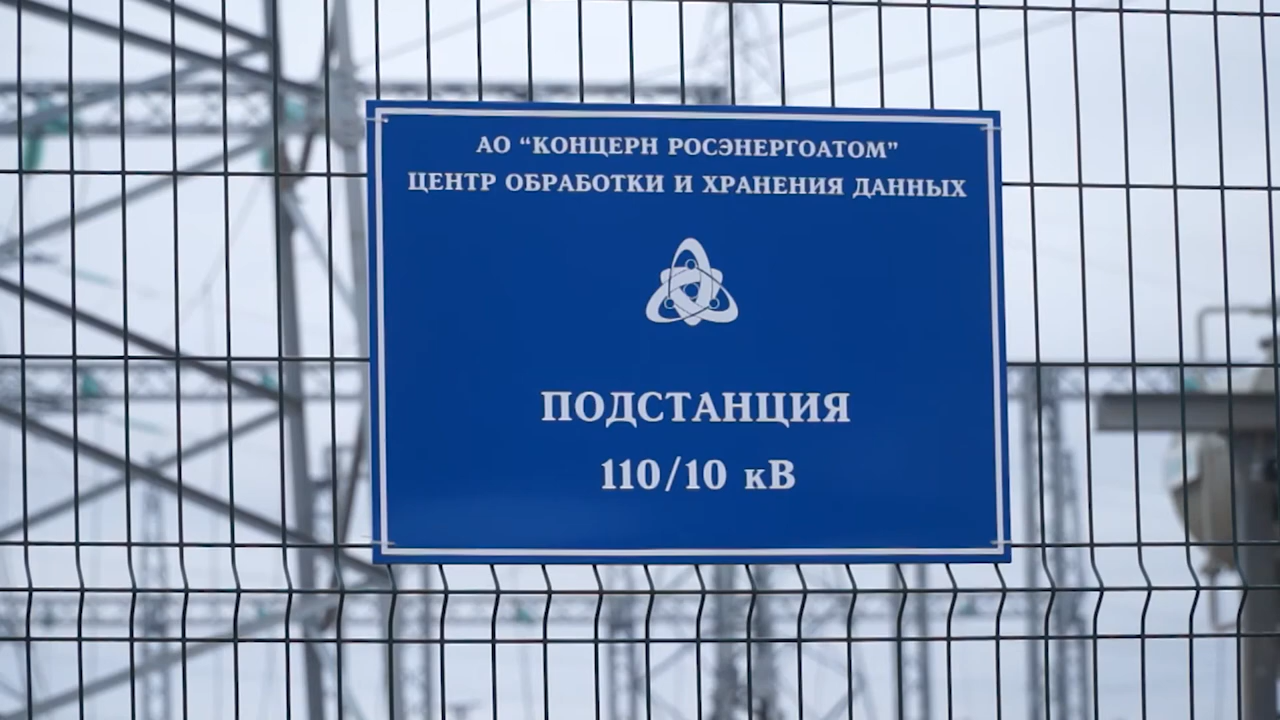 АО “КОНЦЕРН РОСЭНЕРГОАТОМ”
ЦЕНТР ОБРАБОТКИ И ХРАНЕНИЯ ДАННЫХ
ПОДСТАНЦИЯ
110/10 кВ